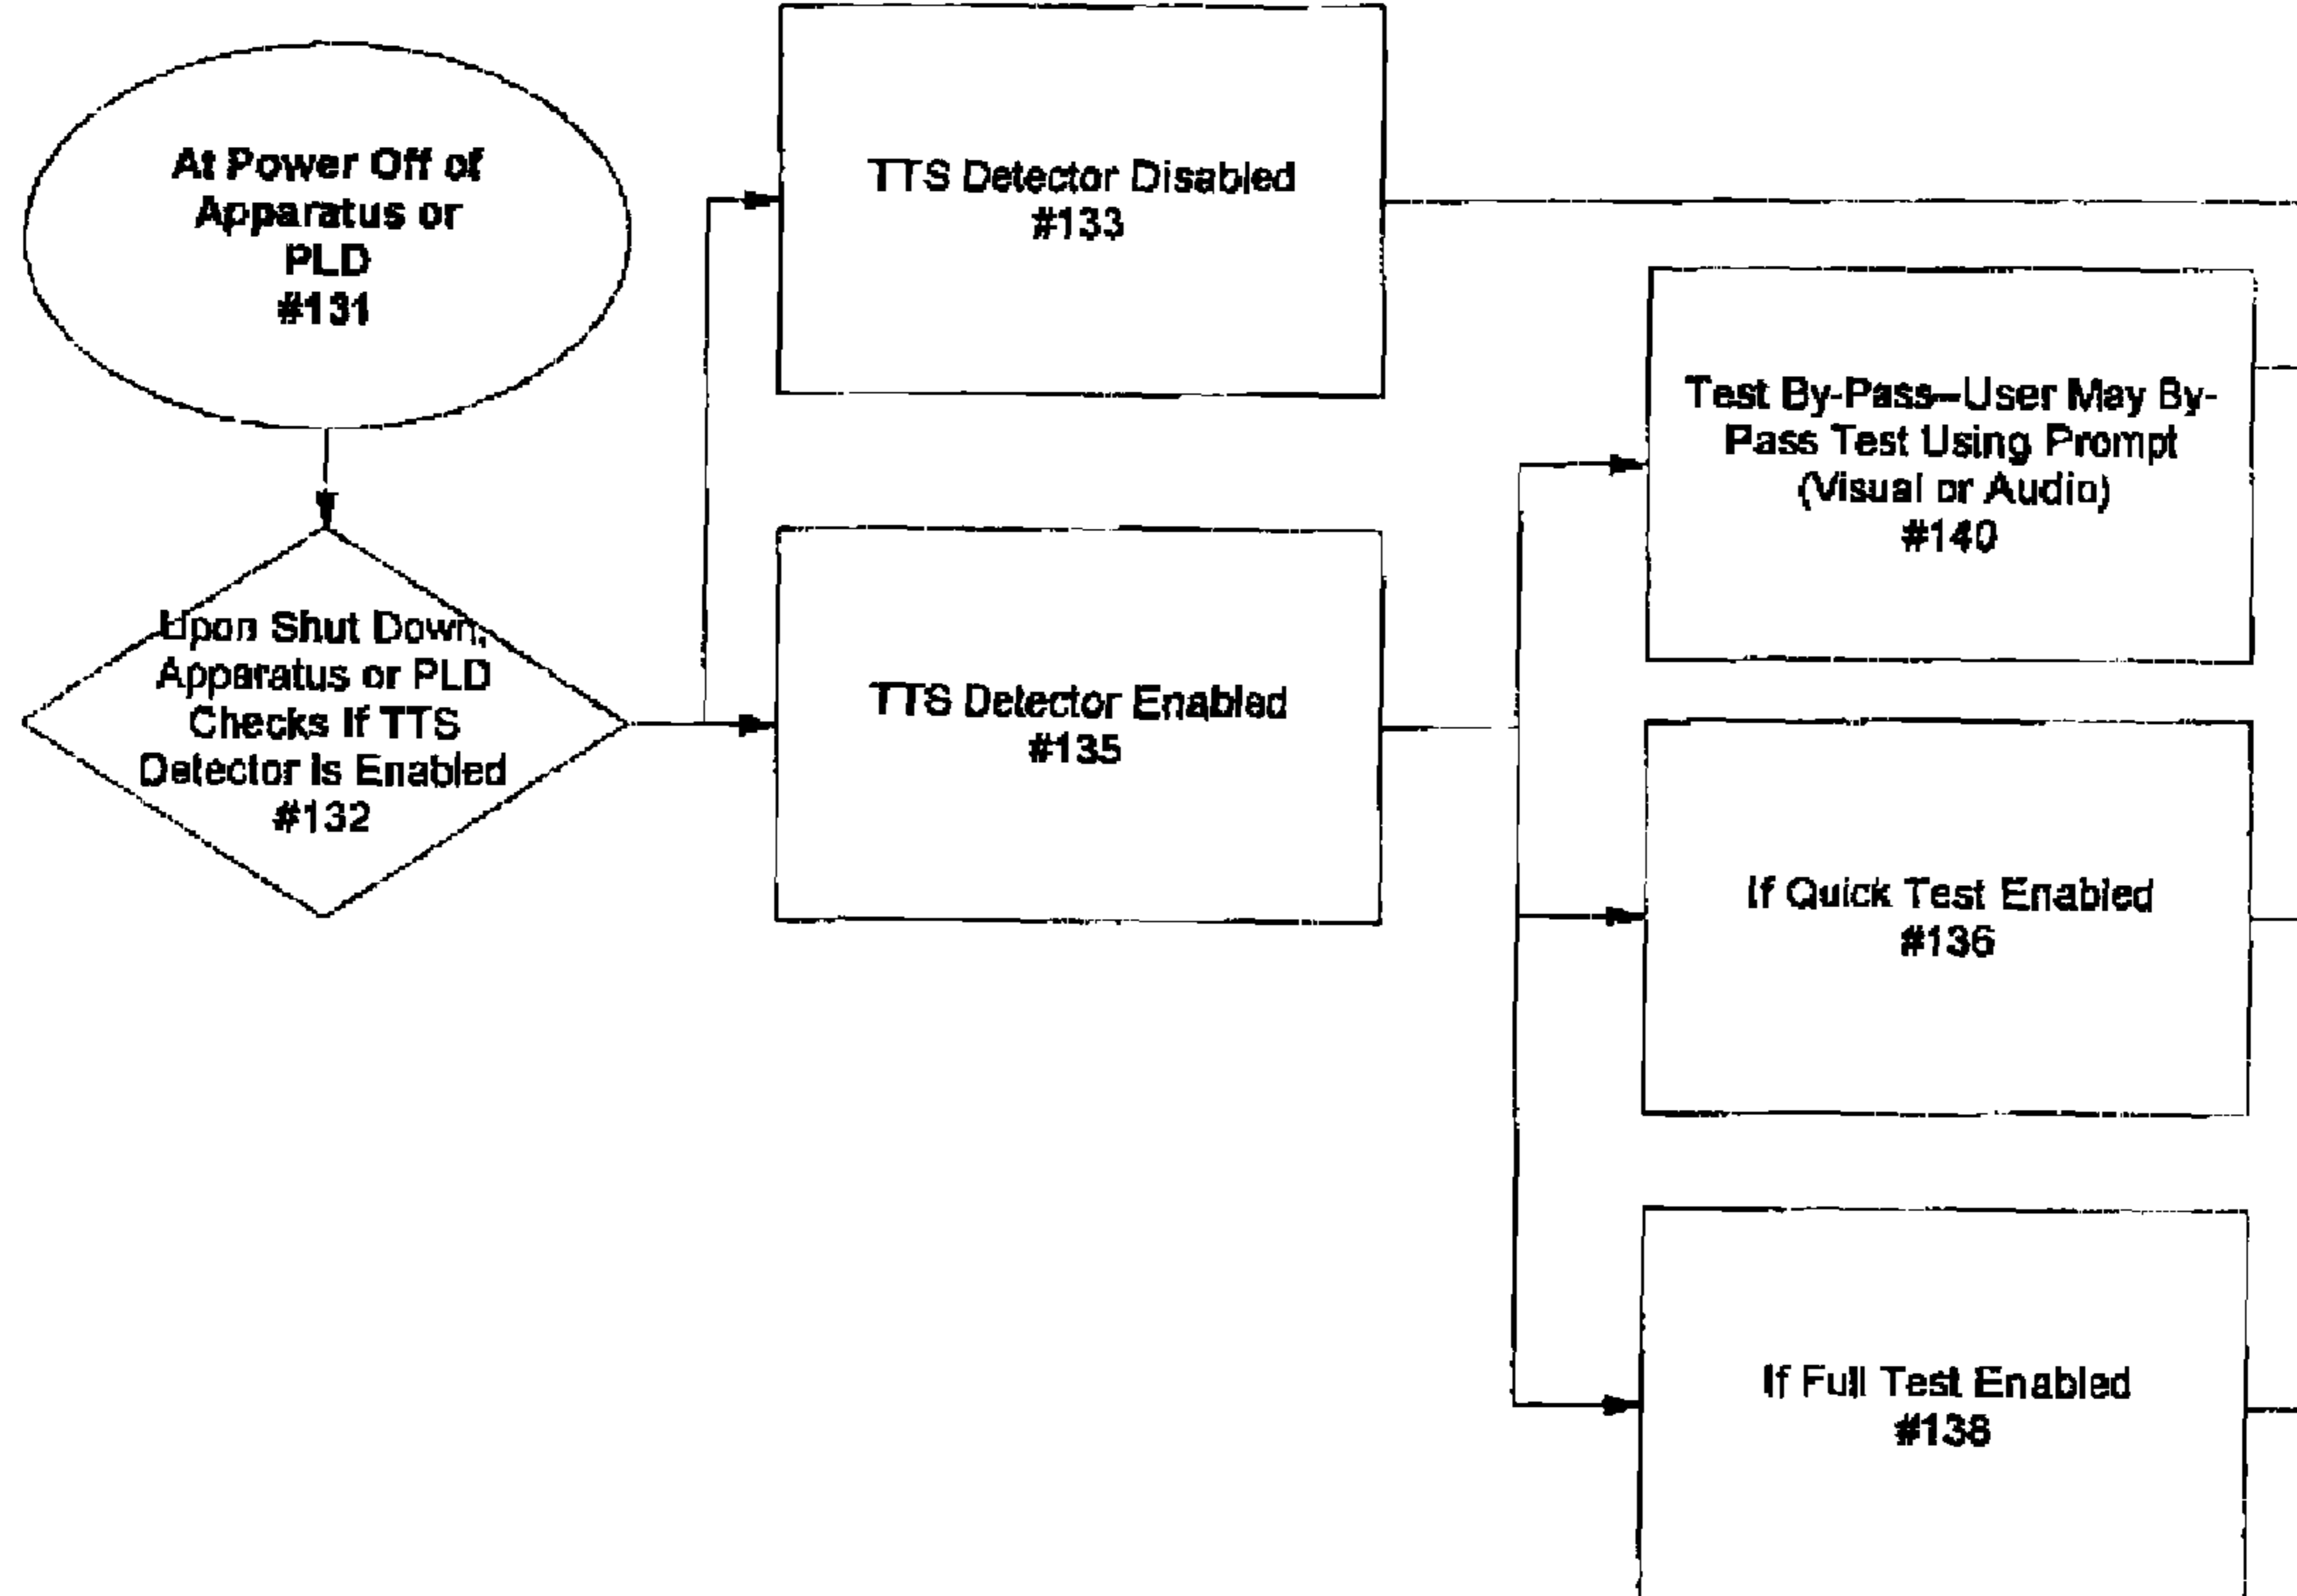 At Power Off of
Apparatus or
PLD
#131
Upon Shut Down,
Apparatus or PLD
Checks If TTS
Detector Is Enabled
#132
TTS Detector Disabled
#133
TTS Detector Enabled
#135
Test By-Pass--User May By-
Pass Test Using Prompt
(Visual or Audio)
#140
If Quick Test Enabled
#136
If Full Test Enabled
#138